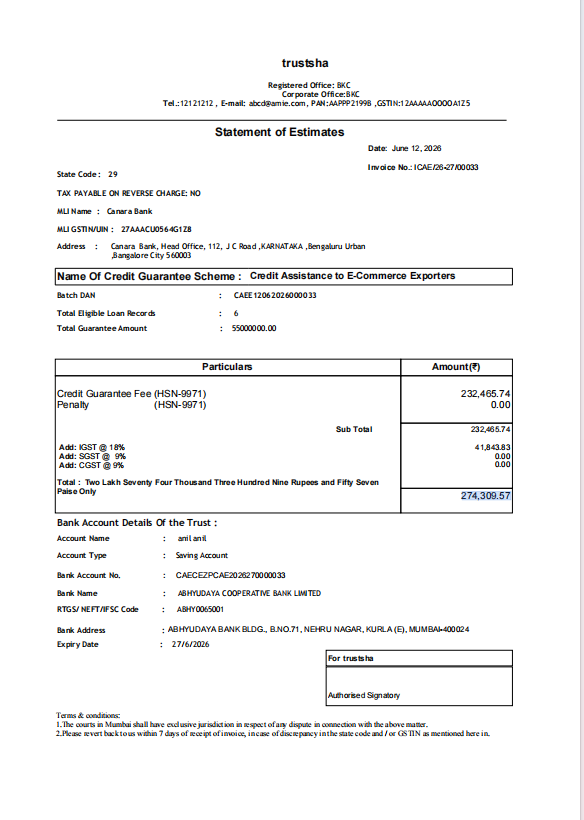 trustsha
Registered Office: BKC
Corporate Office:BKC
Tel.:12121212 , E-mail: abcd@amie.com, PAN:AAPPP2199B ,GSTIN:12AAAAAOOOOA1Z5
Statement of Estimates
Date: June 12, 2026
Invoice No.: ICAE/26-27/00033
State Code : 29
TAX PAYABLE ON REVERSE CHARGE: NO
MLI Name : Canara Bank
MLI GSTIN/UIN : 27AAACU0564G1Z8
Address : Canara Bank, Head Office, 112, J C Road ,KARNATAKA ,Bengaluru Urban
,Bangalore City 560003
Name Of Credit Guarantee Scheme : Credit Assistance to E-Commerce Exporters
Batch DAN : CAEE12062026000033
Total Eligible Loan Records : 6
Total Guarantee Amount : 55000000.00
Particulars Amount(₹)
Credit Guarantee Fee (HSN-9971) 232,465.74
Penalty (HSN-9971) 0.00
Sub Total 232,465.74
Add: IGST @ 18% 41,843.83
Add: SGST @ 9% 0.00
Add: CGST @ 9% 0.00
Total : Two Lakh Seventy Four Thousand Three Hundred Nine Rupees and Fifty Seven
Paise Only 274,309.57
Bank Account Details Of the Trust :
Account Name : anil anil
Account Type : Saving Account
Bank Account No. : CAECEZPCAE2026270000033
Bank Name : ABHYUDAYA COOPERATIVE BANK LIMITED
RTGS/ NEFT/IFSC Code : ABHY0065001
Bank Address : ABHYUDAYA BANK BLDG., B.NO.71, NEHRU NAGAR, KURLA (E), MUMBAI-400024
Expiry Date : 27/6/2026
For trustsha
Authorised Signatory
Terms & conditions:
1.The courts in Mumbai shall have exclusive jurisdiction in respect of any dispute in connection with the above matter.
2.Please revert back to us within 7 days of receipt of invoice, in case of discrepancy in the state code and / or GSTIN as mentioned here in.